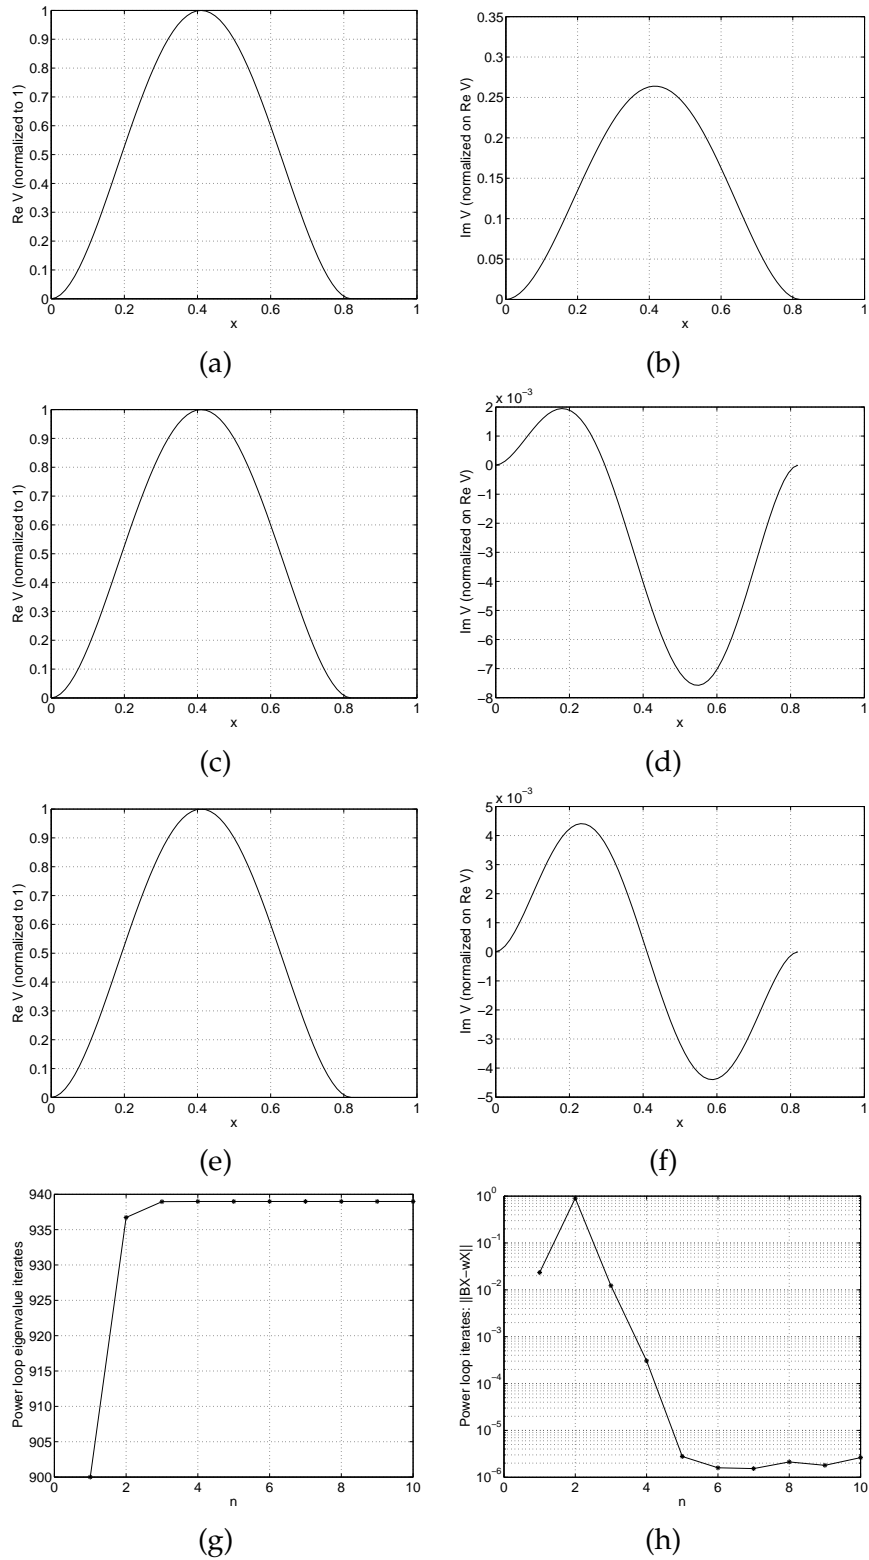 Re V (normalized to 1)
1
0.9
0.8
0.7
0.6
0.5
0.4
0.3
0.2
0.1
0
0 0.2 0.4 0.6 0.8 1
x
(a)
Im V (normalized on Re V)
0.35
0.3
0.25
0.2
0.15
0.1
0.05
0
0 0.2 0.4 0.6 0.8 1
x
(b)
Re V (normalized to 1)
1
0.9
0.8
0.7
0.6
0.5
0.4
0.3
0.2
0.1
0
0 0.2 0.4 0.6 0.8 1
x
(c)
Im V (normalized on Re V)
x 10⁻³
2
1
0
−1
−2
−3
−4
−5
−6
−7
−8
0 0.2 0.4 0.6 0.8 1
x
(d)
Re V (normalized to 1)
1
0.9
0.8
0.7
0.6
0.5
0.4
0.3
0.2
0.1
0
0 0.2 0.4 0.6 0.8 1
x
(e)
Im V (normalized on Re V)
x 10⁻³
5
4
3
2
1
0
−1
−2
−3
−4
−5
0 0.2 0.4 0.6 0.8 1
x
(f)
Power loop eigenvalue iterates
940
935
930
925
920
915
910
905
900
0 2 4 6 8 10
n
(g)
Power loop iterates: ||BX−wX||
10⁰
10⁻¹
10⁻²
10⁻³
10⁻⁴
10⁻⁵
10⁻⁶
0 2 4 6 8 10
n
(h)